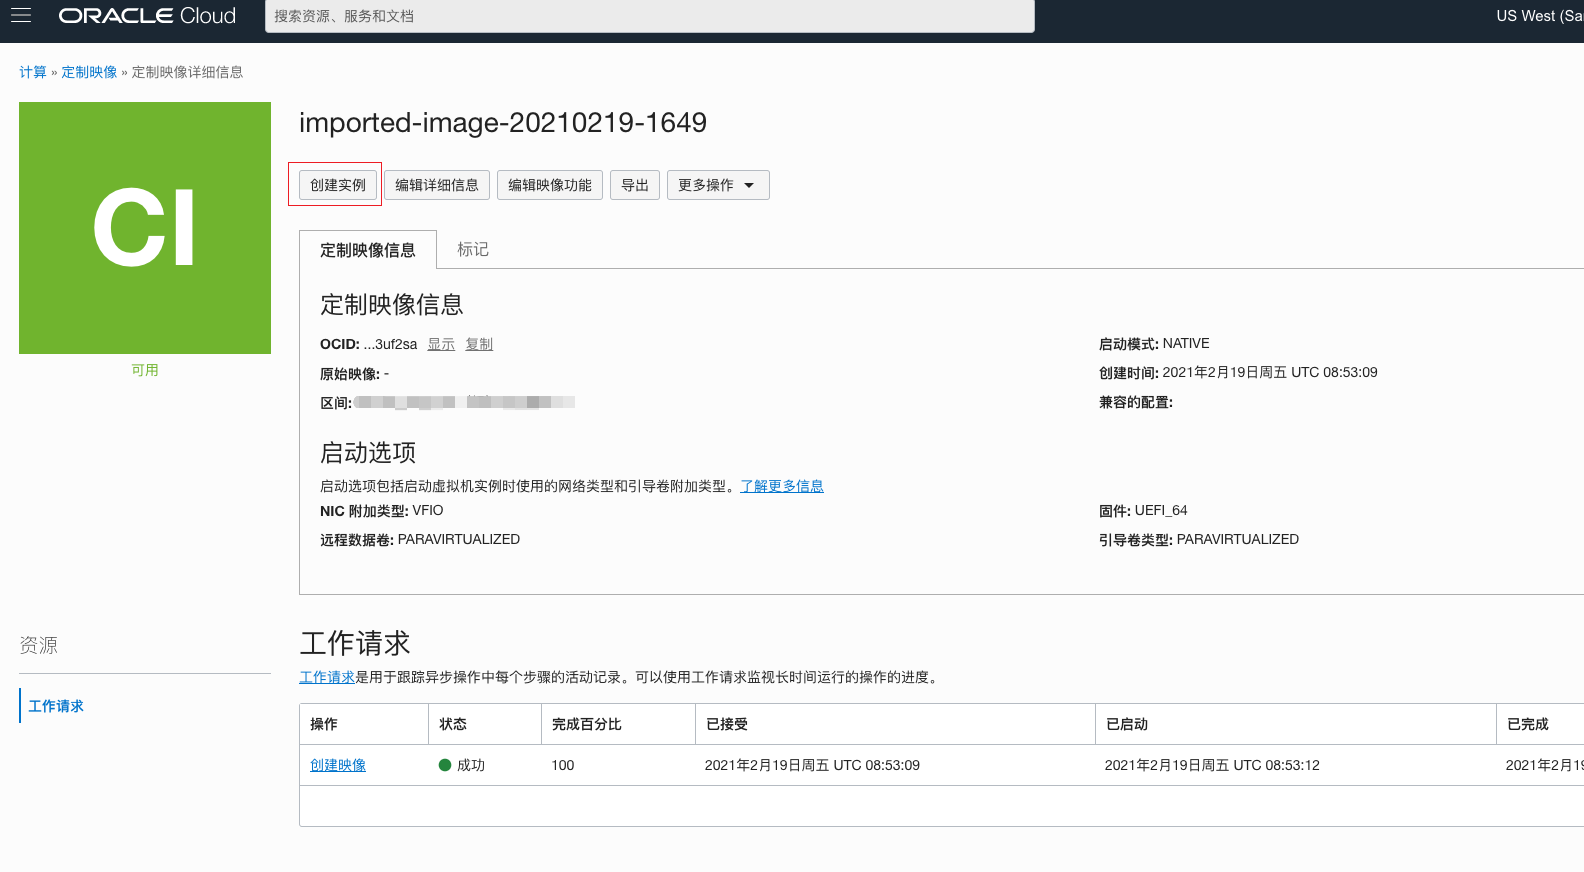 ORACLE Cloud
搜索资源、服务和文档
US West (Sa
计算 » 定制映像 » 定制映像详细信息
CI
可用
imported-image-20210219-1649
创建实例 编辑详细信息 编辑映像功能 导出 更多操作
定制映像信息 标记
定制映像信息
OCID: ...3uf2sa 显示 复制
启动模式: NATIVE
原始映像: -
创建时间: 2021年2月19日周五 UTC 08:53:09
区间:
兼容的配置:
启动选项
启动选项包括启动虚拟机实例时使用的网络类型和引导卷附加类型。了解更多信息
NIC 附加类型: VFIO
固件: UEFI_64
远程数据卷: PARAVIRTUALIZED
引导卷类型: PARAVIRTUALIZED
资源
工作请求
工作请求
工作请求是用于跟踪异步操作中每个步骤的活动记录。可以使用工作请求监视长时间运行的操作的进度。
操作 状态 完成百分比 已接受 已启动 已完成
创建映像 成功 100 2021年2月19日周五 UTC 08:53:09 2021年2月19日周五 UTC 08:53:12 2021年2月19